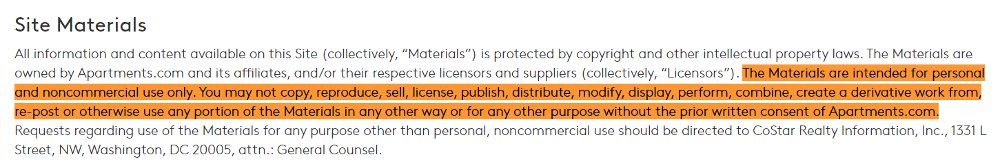 Site Materials
All information and content available on this Site (collectively, “Materials”) is protected by copyright and other intellectual property laws. The Materials are
owned by Apartments.com and its affiliates, and/or their respective licensors and suppliers (collectively, “Licensors”). The Materials are intended for personal
and noncommercial use only. You may not copy, reproduce, sell, license, publish, distribute, modify, display, perform, combine, create a derivative work from,
re-post or otherwise use any portion of the Materials in any other way or for any other purpose without the prior written consent of Apartments.com.
Requests regarding use of the Materials for any purpose other than personal, noncommercial use should be directed to CoStar Realty Information, Inc., 1331 L
Street, NW, Washington, DC 20005, attn.: General Counsel.